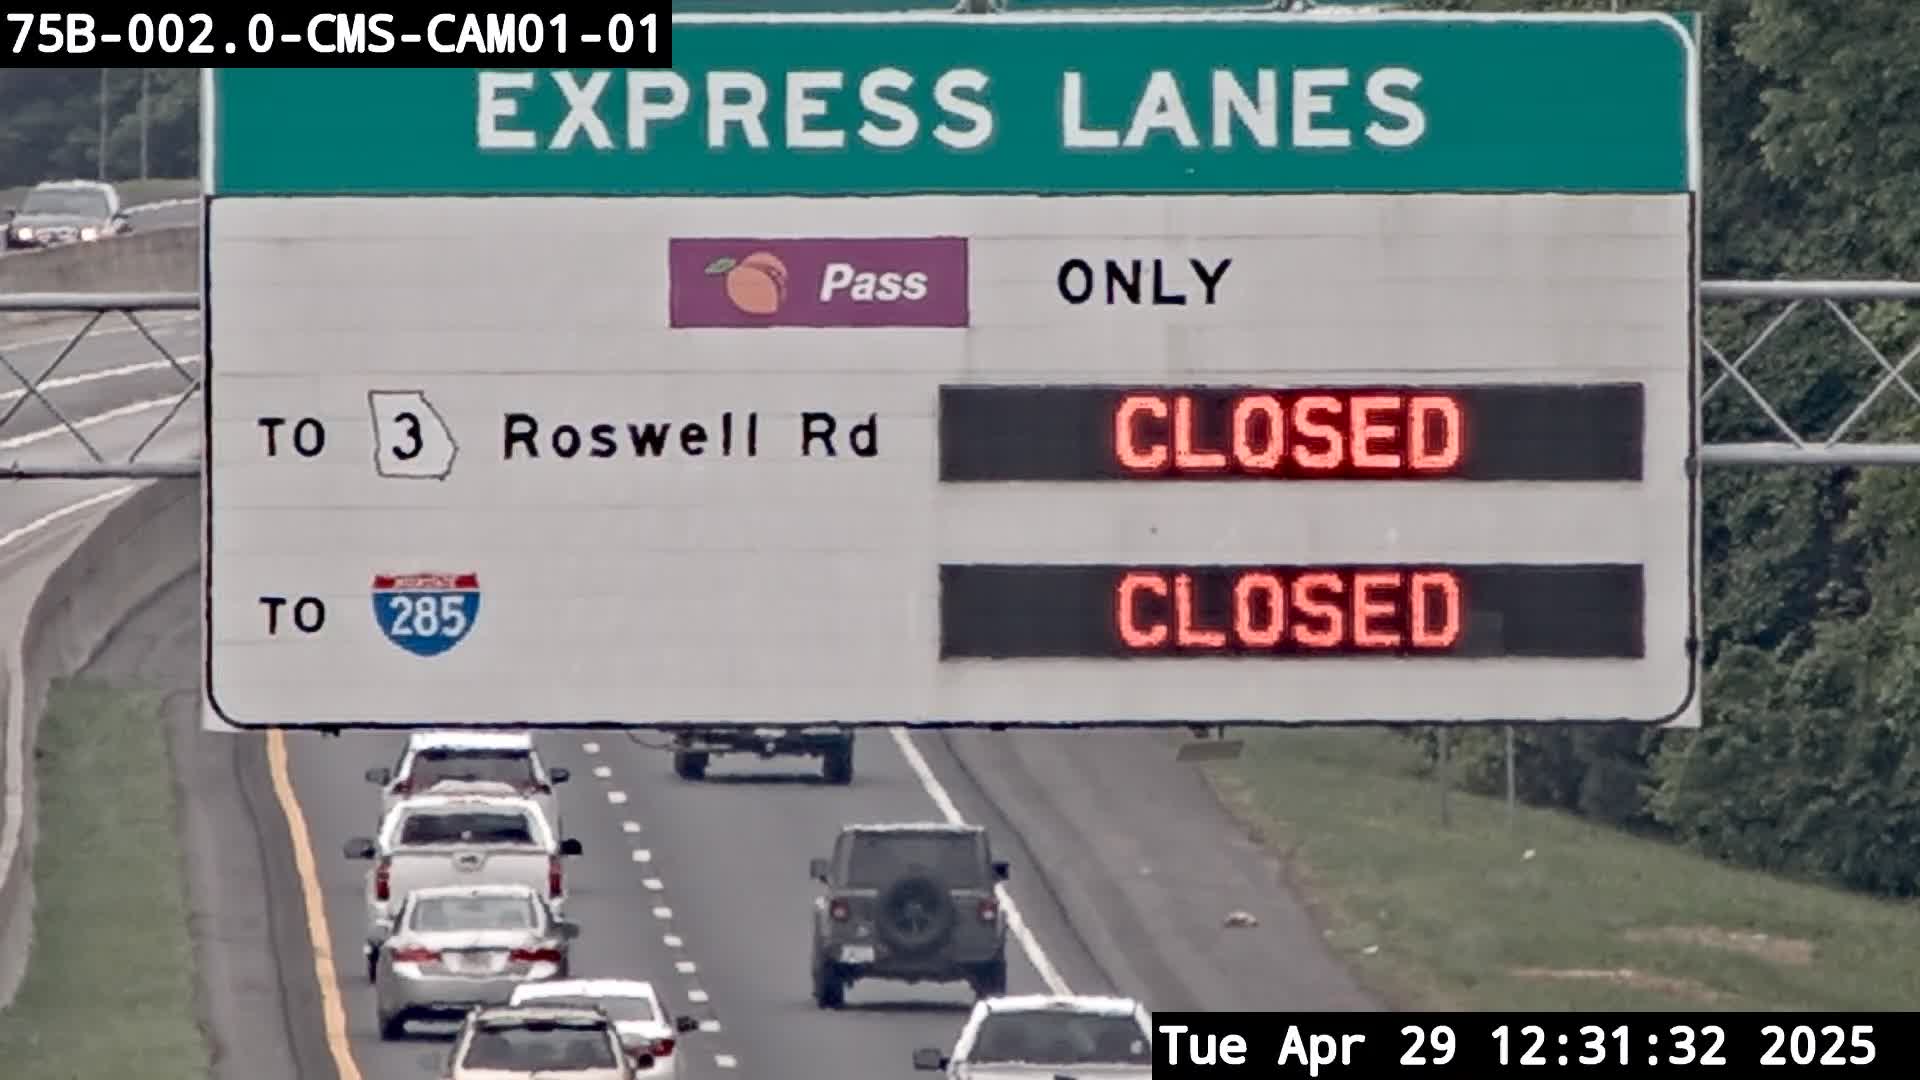 75B-002.0-CMS-CAM01-01
EXPRESS LANES
Pass ONLY
TO 3 Roswell Rd CLOSED
TO 285 CLOSED
Tue Apr 29 12:31:32 2025